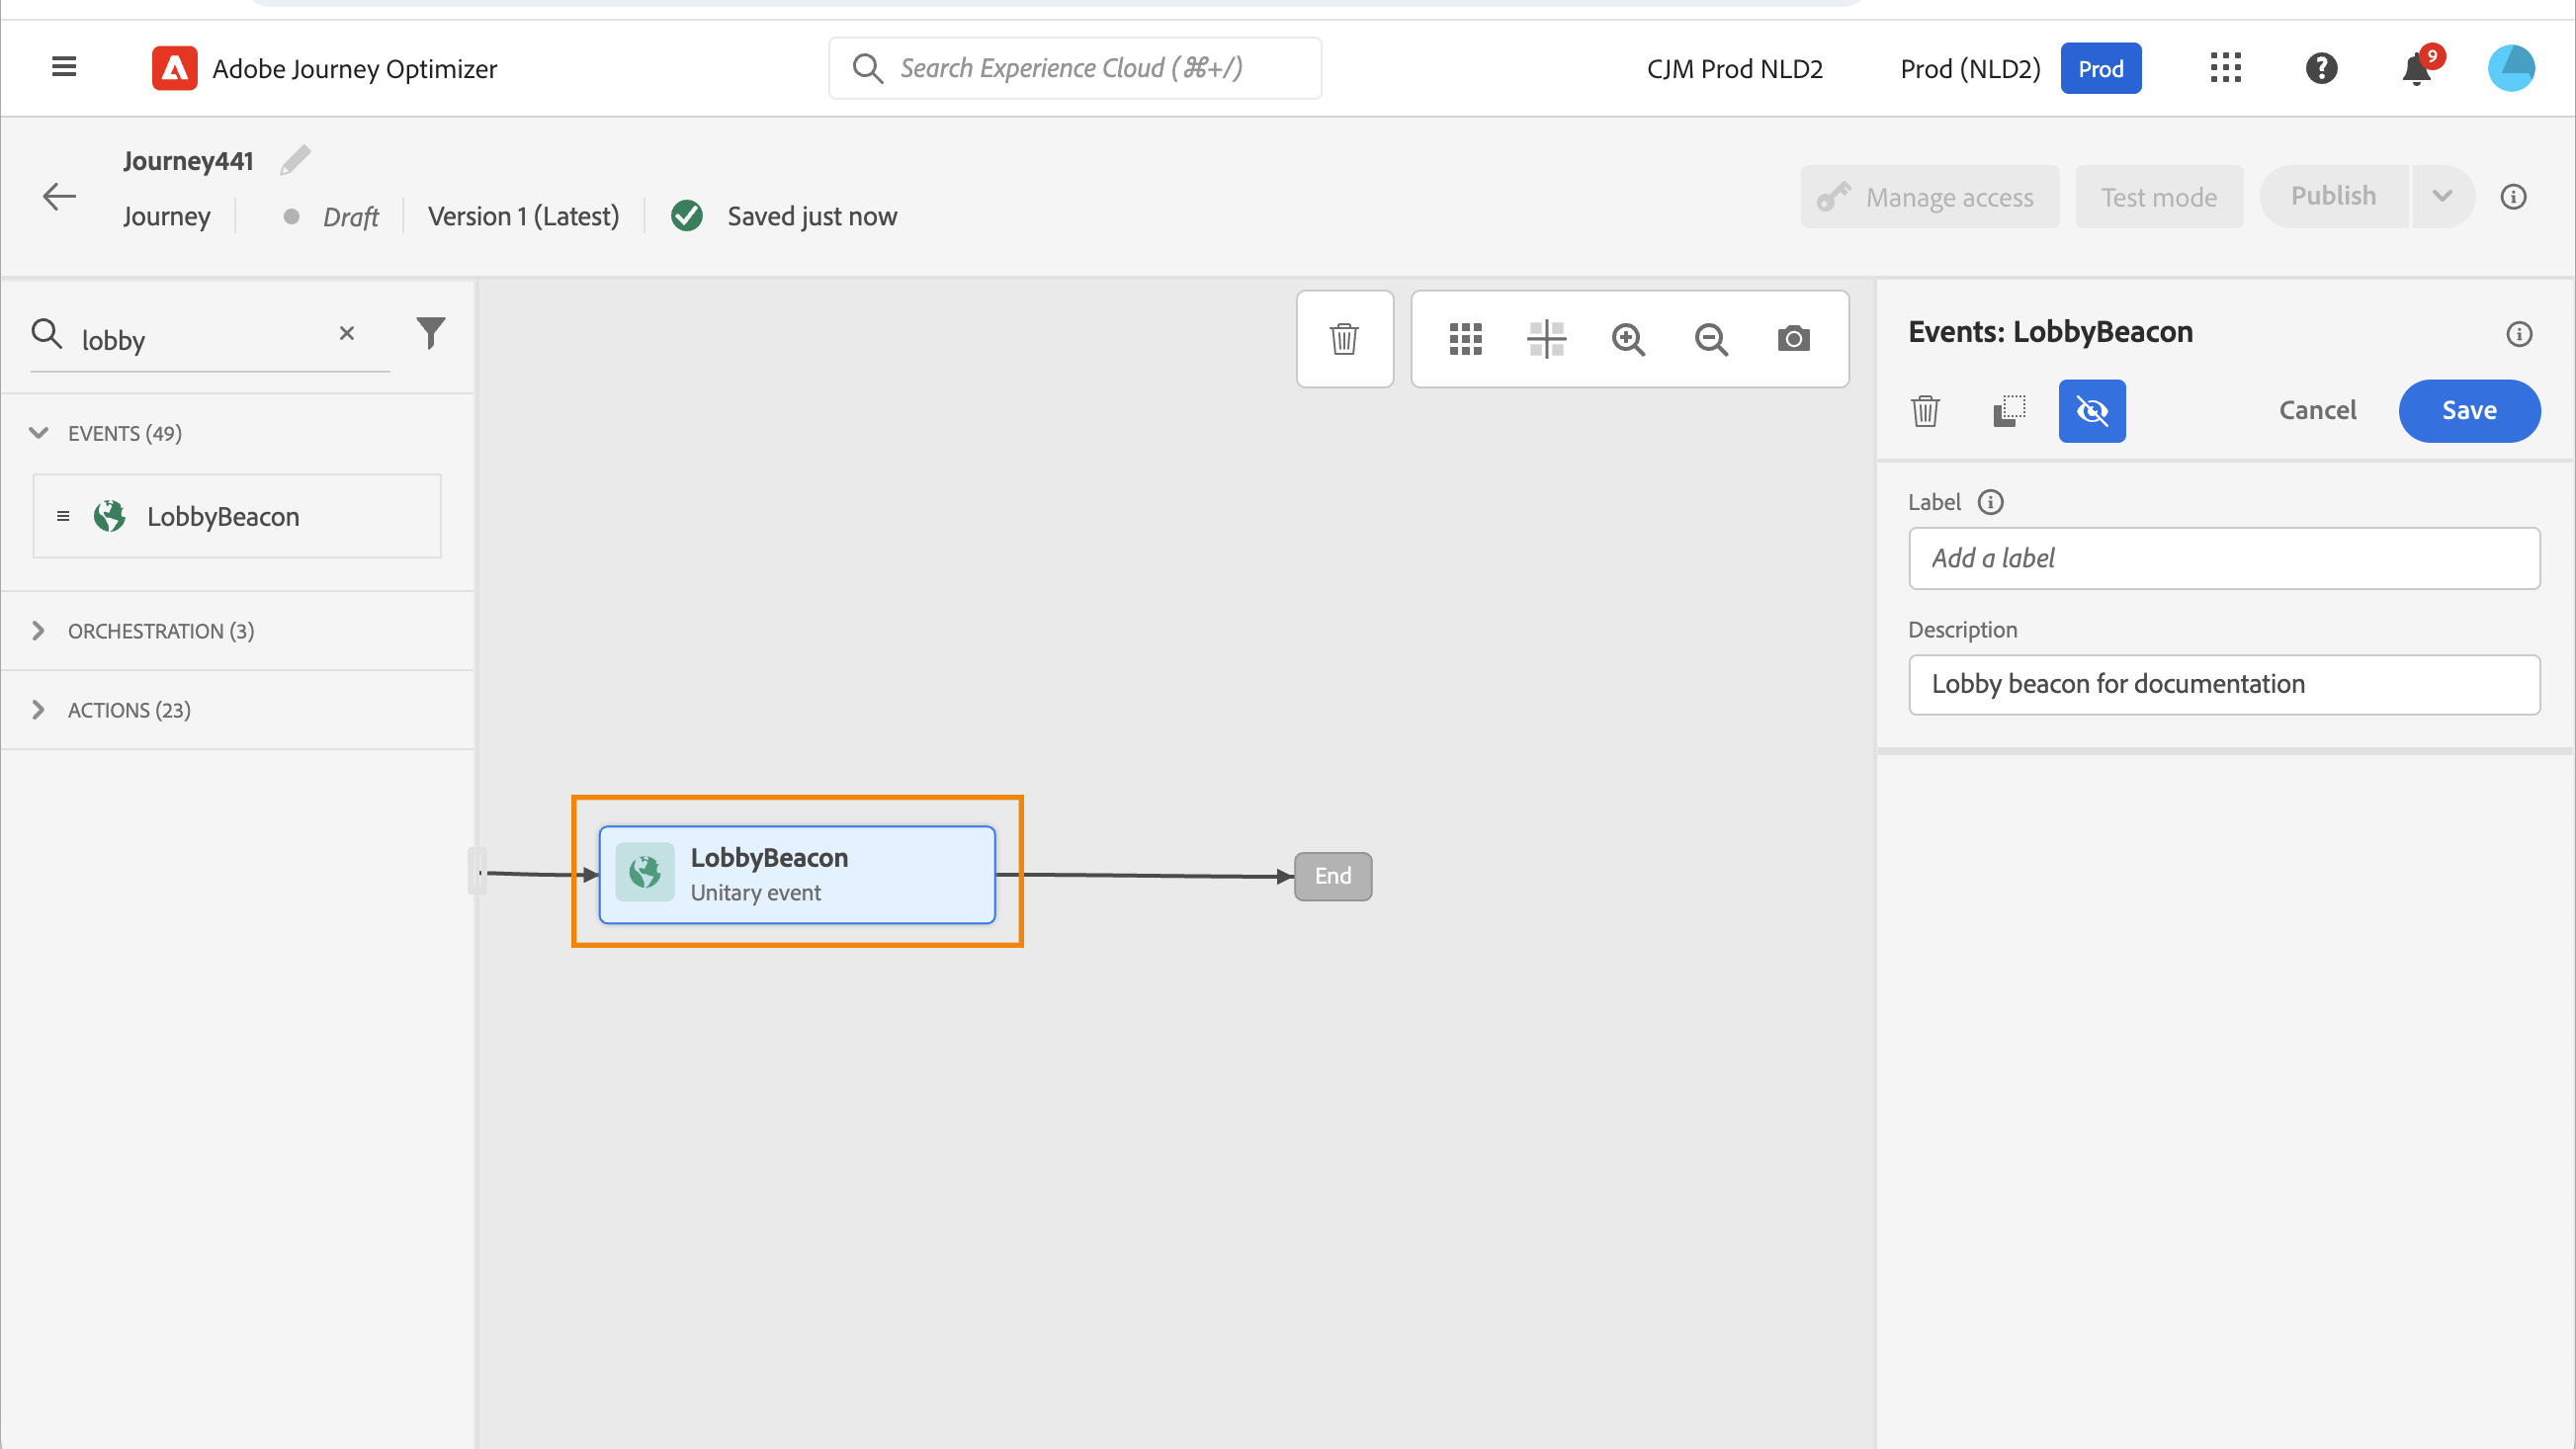 Adobe Journey Optimizer
Search Experience Cloud (⌘+/)
CJM Prod NLD2
Prod (NLD2)
Prod
9
Journey441
Journey
Draft
Version 1 (Latest)
Saved just now
Manage access
Test mode
Publish
lobby
EVENTS (49)
LobbyBeacon
ORCHESTRATION (3)
ACTIONS (23)
LobbyBeacon
Unitary event
End
Events: LobbyBeacon
Cancel
Save
Label
Add a label
Description
Lobby beacon for documentation